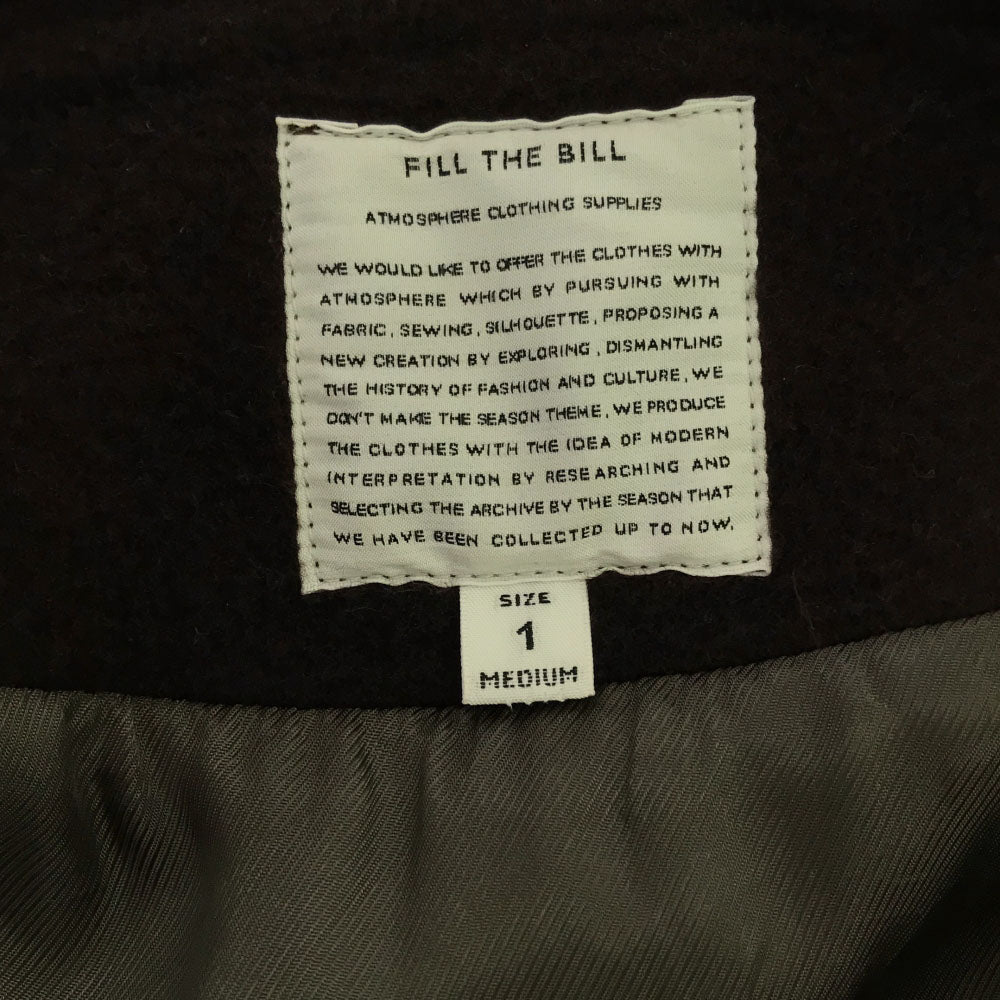 FILL THE BILL
ATMOSPHERE CLOTHING SUPPLIES
WE WOULD LIKE TO OFFER THE CLOTHES WITH
ATMOSPHERE WHICH BY PURSUING WITH
FABRIC, SEWING, SILHOUETTE, PROPOSING A
NEW CREATION BY EXPLORING, DISMANTLING
THE HISTORY OF FASHION AND CULTURE, WE
DON'T MAKE THE SEASON THEME, WE PRODUCE
THE CLOTHES WITH THE IDEA OF MODERN
INTERPRETATION BY RESEARCHING AND
SELECTING THE ARCHIVE BY THE SEASON THAT
WE HAVE BEEN COLLECTED UP TO NOW.
SIZE
1
MEDIUM